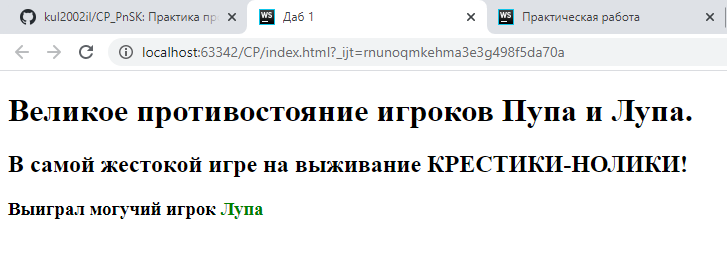 kul2002il/CP_PnSK: Практика пр
Даб 1
Практическая работа
localhost:63342/CP/index.html?_ijt=rnunoqmkehma3e3g498f5da70a
Великое противостояние игроков Пупа и Лупа.
В самой жестокой игре на выживание КРЕСТИКИ-НОЛИКИ!
Выиграл могучий игрок Лупа